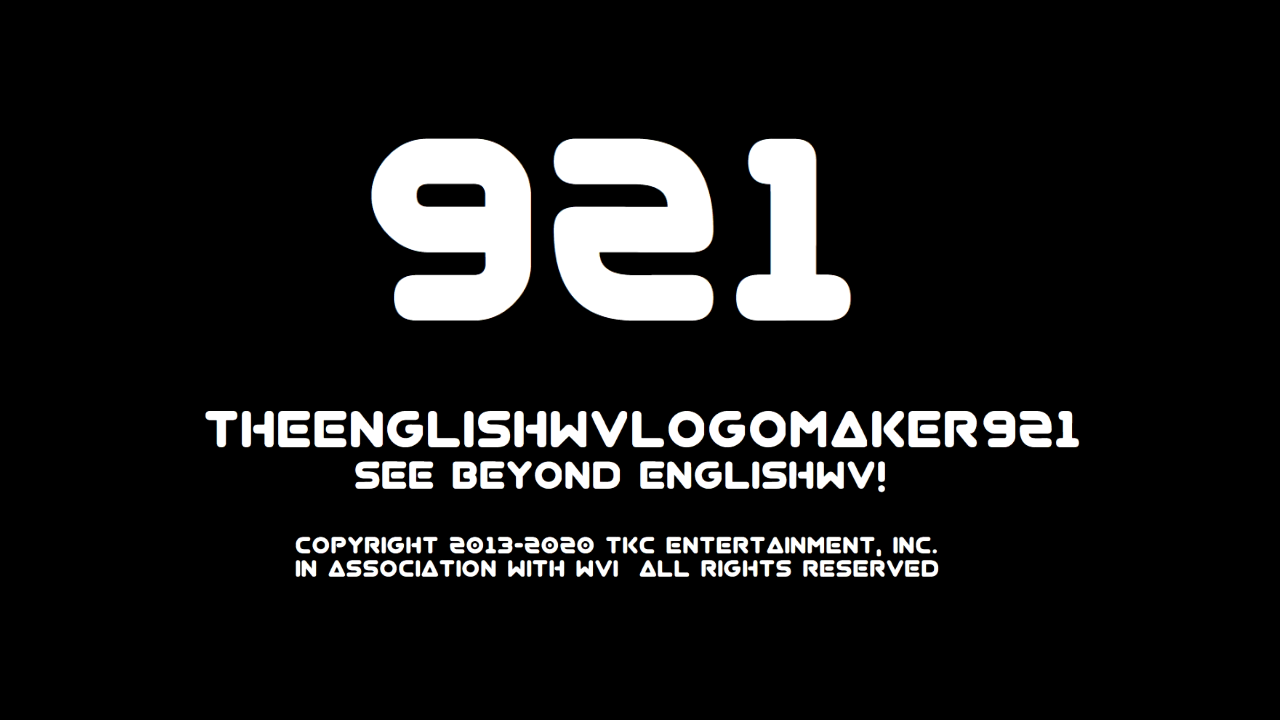 921
THEENGLISHWVLOGOMAKER921
SEE BEYOND ENGLISHWV!
COPYRIGHT 2013-2020 TKC ENTERTAINMENT, INC.
IN ASSOCIATION WITH WVI ALL RIGHTS RESERVED